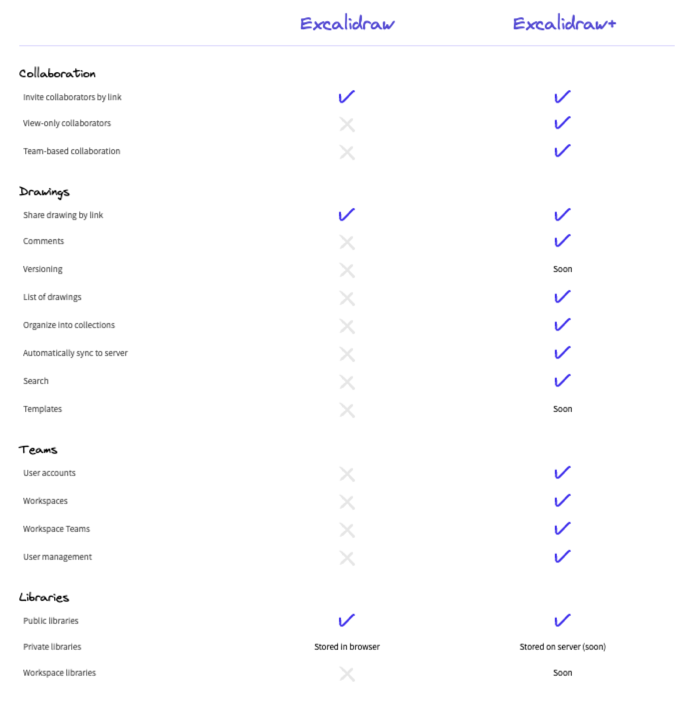 Excalidraw Excalidraw+
Collaboration
Invite collaborators by link
View-only collaborators
Team-based collaboration
Drawings
Share drawing by link
Comments
Versioning Soon
List of drawings
Organize into collections
Automatically sync to server
Search
Templates Soon
Teams
User accounts
Workspaces
Workspace Teams
User management
Libraries
Public libraries
Private libraries Stored in browser Stored on server (soon)
Workspace libraries Soon